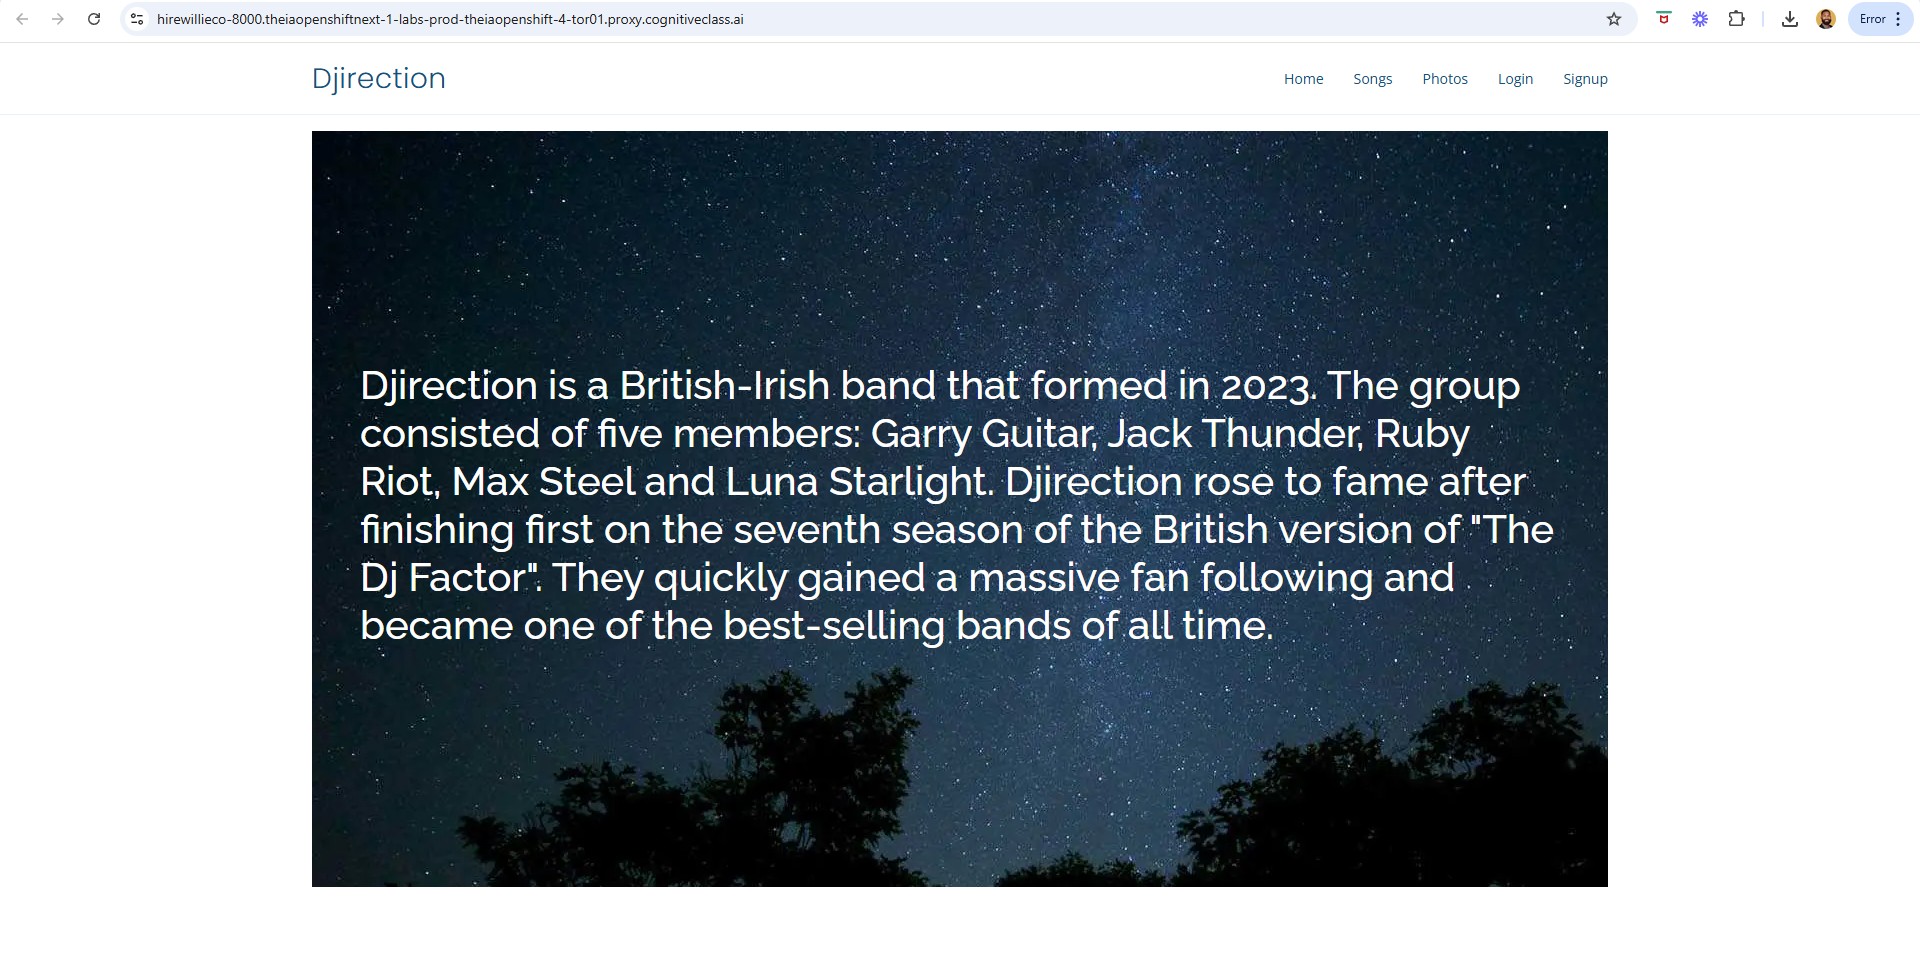 hirewillieco-8000.theiaopenshiftnext-1-labs-prod-theiaopenshift-4-tor01.proxy.cognitiveclass.ai
Error
Djirection
Home Songs Photos Login Signup
Djirection is a British-Irish band that formed in 2023. The group
consisted of five members: Garry Guitar, Jack Thunder, Ruby
Riot, Max Steel and Luna Starlight. Djirection rose to fame after
finishing first on the seventh season of the British version of "The
Dj Factor". They quickly gained a massive fan following and
became one of the best-selling bands of all time.